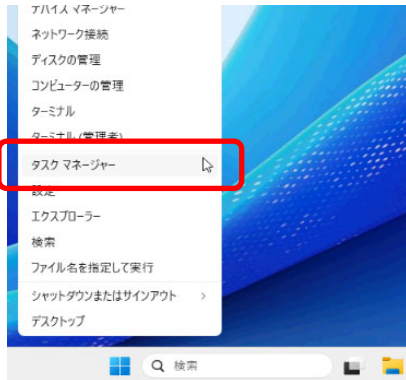 デバイス マネージャー
ネットワーク接続
ディスクの管理
コンピューターの管理
ターミナル
ターミナル (管理者)
タスク マネージャー
設定
エクスプローラー
検索
ファイル名を指定して実行
シャットダウンまたはサインアウト
デスクトップ
検索